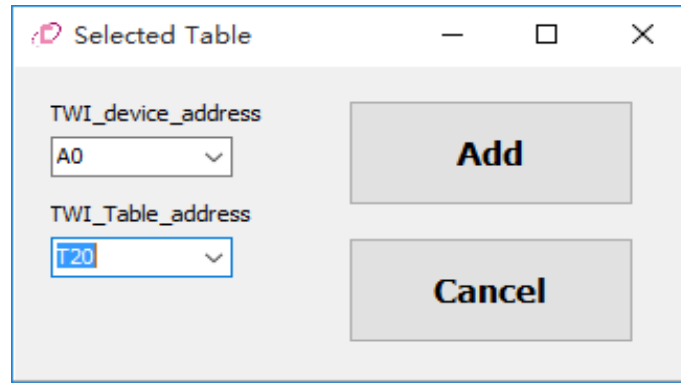 Selected Table
TWI_device_address
A0
Add
TWI_Table_address
T20
Cancel